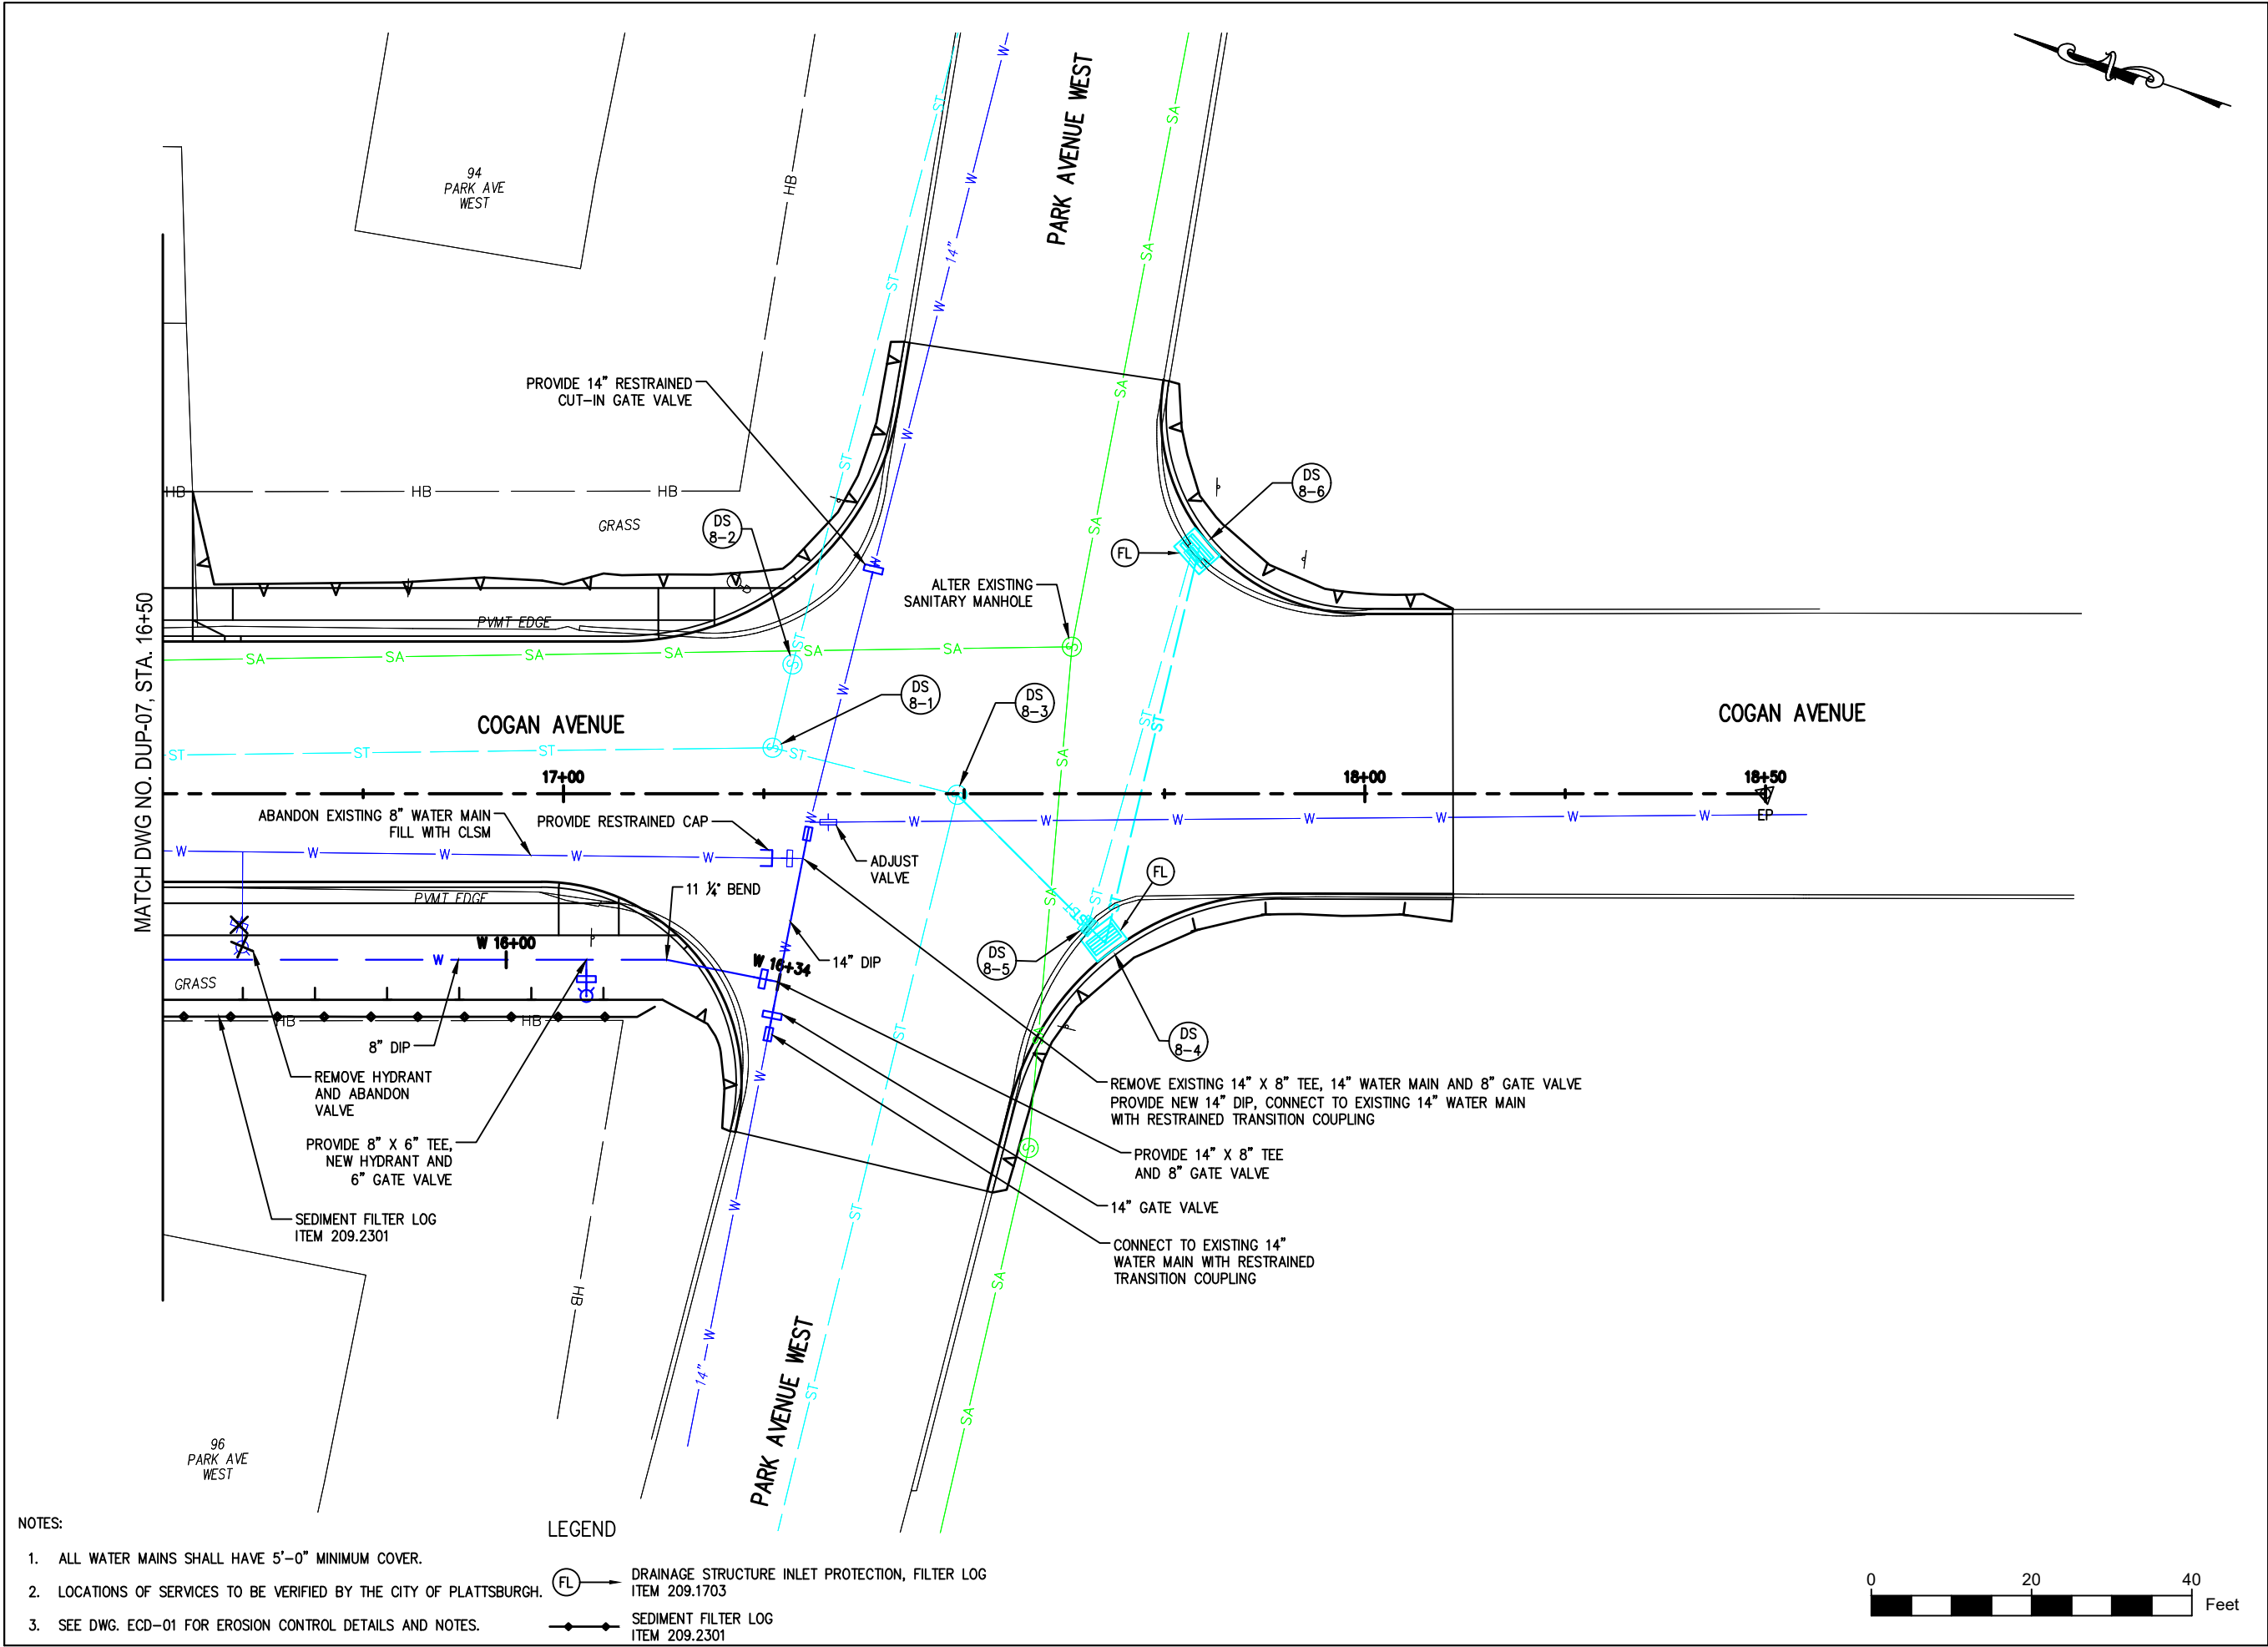 PARK AVENUE WEST
94
PARK AVE
WEST
HB
ST
W
SA
14"
PROVIDE 14" RESTRAINED
CUT-IN GATE VALVE
HB
HB
HB
GRASS
DS
8-2
DS
8-6
FL
ALTER EXISTING
SANITARY MANHOLE
PVMT EDGE
SA
SA
SA
SA
SA
SA
MATCH DWG NO. DUP-07, STA. 16+50
DS
8-1
DS
8-3
COGAN AVENUE
COGAN AVENUE
ST
ST
ST
ST
17+00
18+00
18+50
EP
ABANDON EXISTING 8" WATER MAIN
FILL WITH CLSM
PROVIDE RESTRAINED CAP
W
W
W
W
W
W
W
W
W
W
W
W
ADJUST
VALVE
FL
11 ¼° BEND
PVMT EDGE
W 16+00
W
W 16+34
14" DIP
DS
8-5
GRASS
HB
HB
DS
8-4
8" DIP
REMOVE HYDRANT
AND ABANDON
VALVE
REMOVE EXISTING 14" X 8" TEE, 14" WATER MAIN AND 8" GATE VALVE
PROVIDE NEW 14" DIP, CONNECT TO EXISTING 14" WATER MAIN
WITH RESTRAINED TRANSITION COUPLING
PROVIDE 8" X 6" TEE,
NEW HYDRANT AND
6" GATE VALVE
PROVIDE 14" X 8" TEE
AND 8" GATE VALVE
14" GATE VALVE
SEDIMENT FILTER LOG
ITEM 209.2301
CONNECT TO EXISTING 14"
WATER MAIN WITH RESTRAINED
TRANSITION COUPLING
HB
14"
W
ST
SA
PARK AVENUE WEST
96
PARK AVE
WEST
NOTES:
1. ALL WATER MAINS SHALL HAVE 5'-0" MINIMUM COVER.
2. LOCATIONS OF SERVICES TO BE VERIFIED BY THE CITY OF PLATTSBURGH.
3. SEE DWG. ECD-01 FOR EROSION CONTROL DETAILS AND NOTES.
LEGEND
FL
DRAINAGE STRUCTURE INLET PROTECTION, FILTER LOG
ITEM 209.1703
SEDIMENT FILTER LOG
ITEM 209.2301
0 20 40
Feet